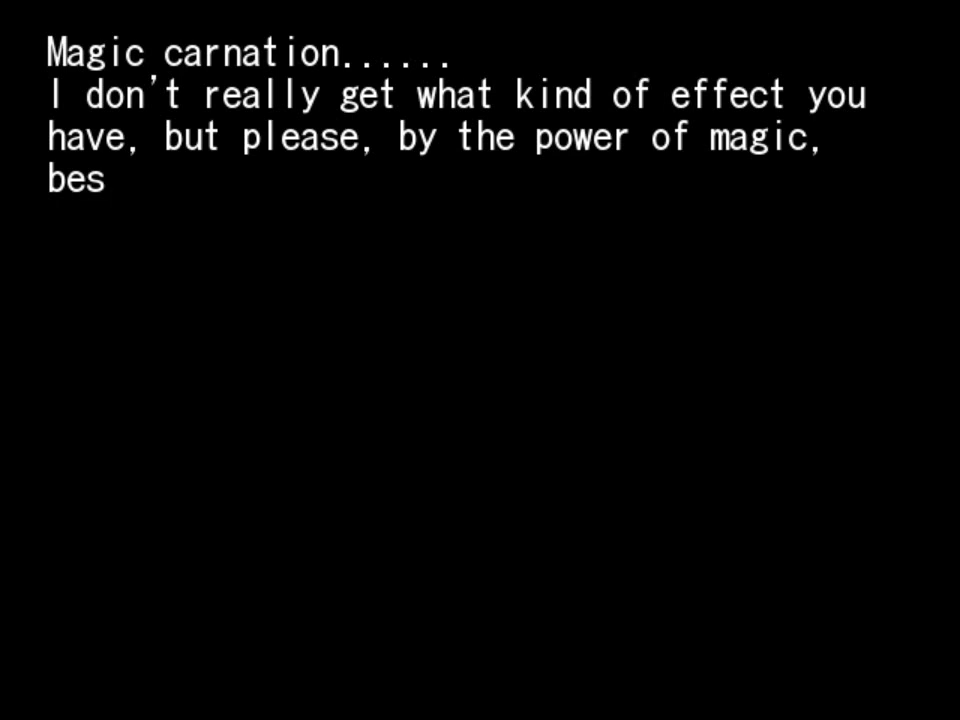 Magic carnation......
I don't really get what kind of effect you
have, but please, by the power of magic,
bes